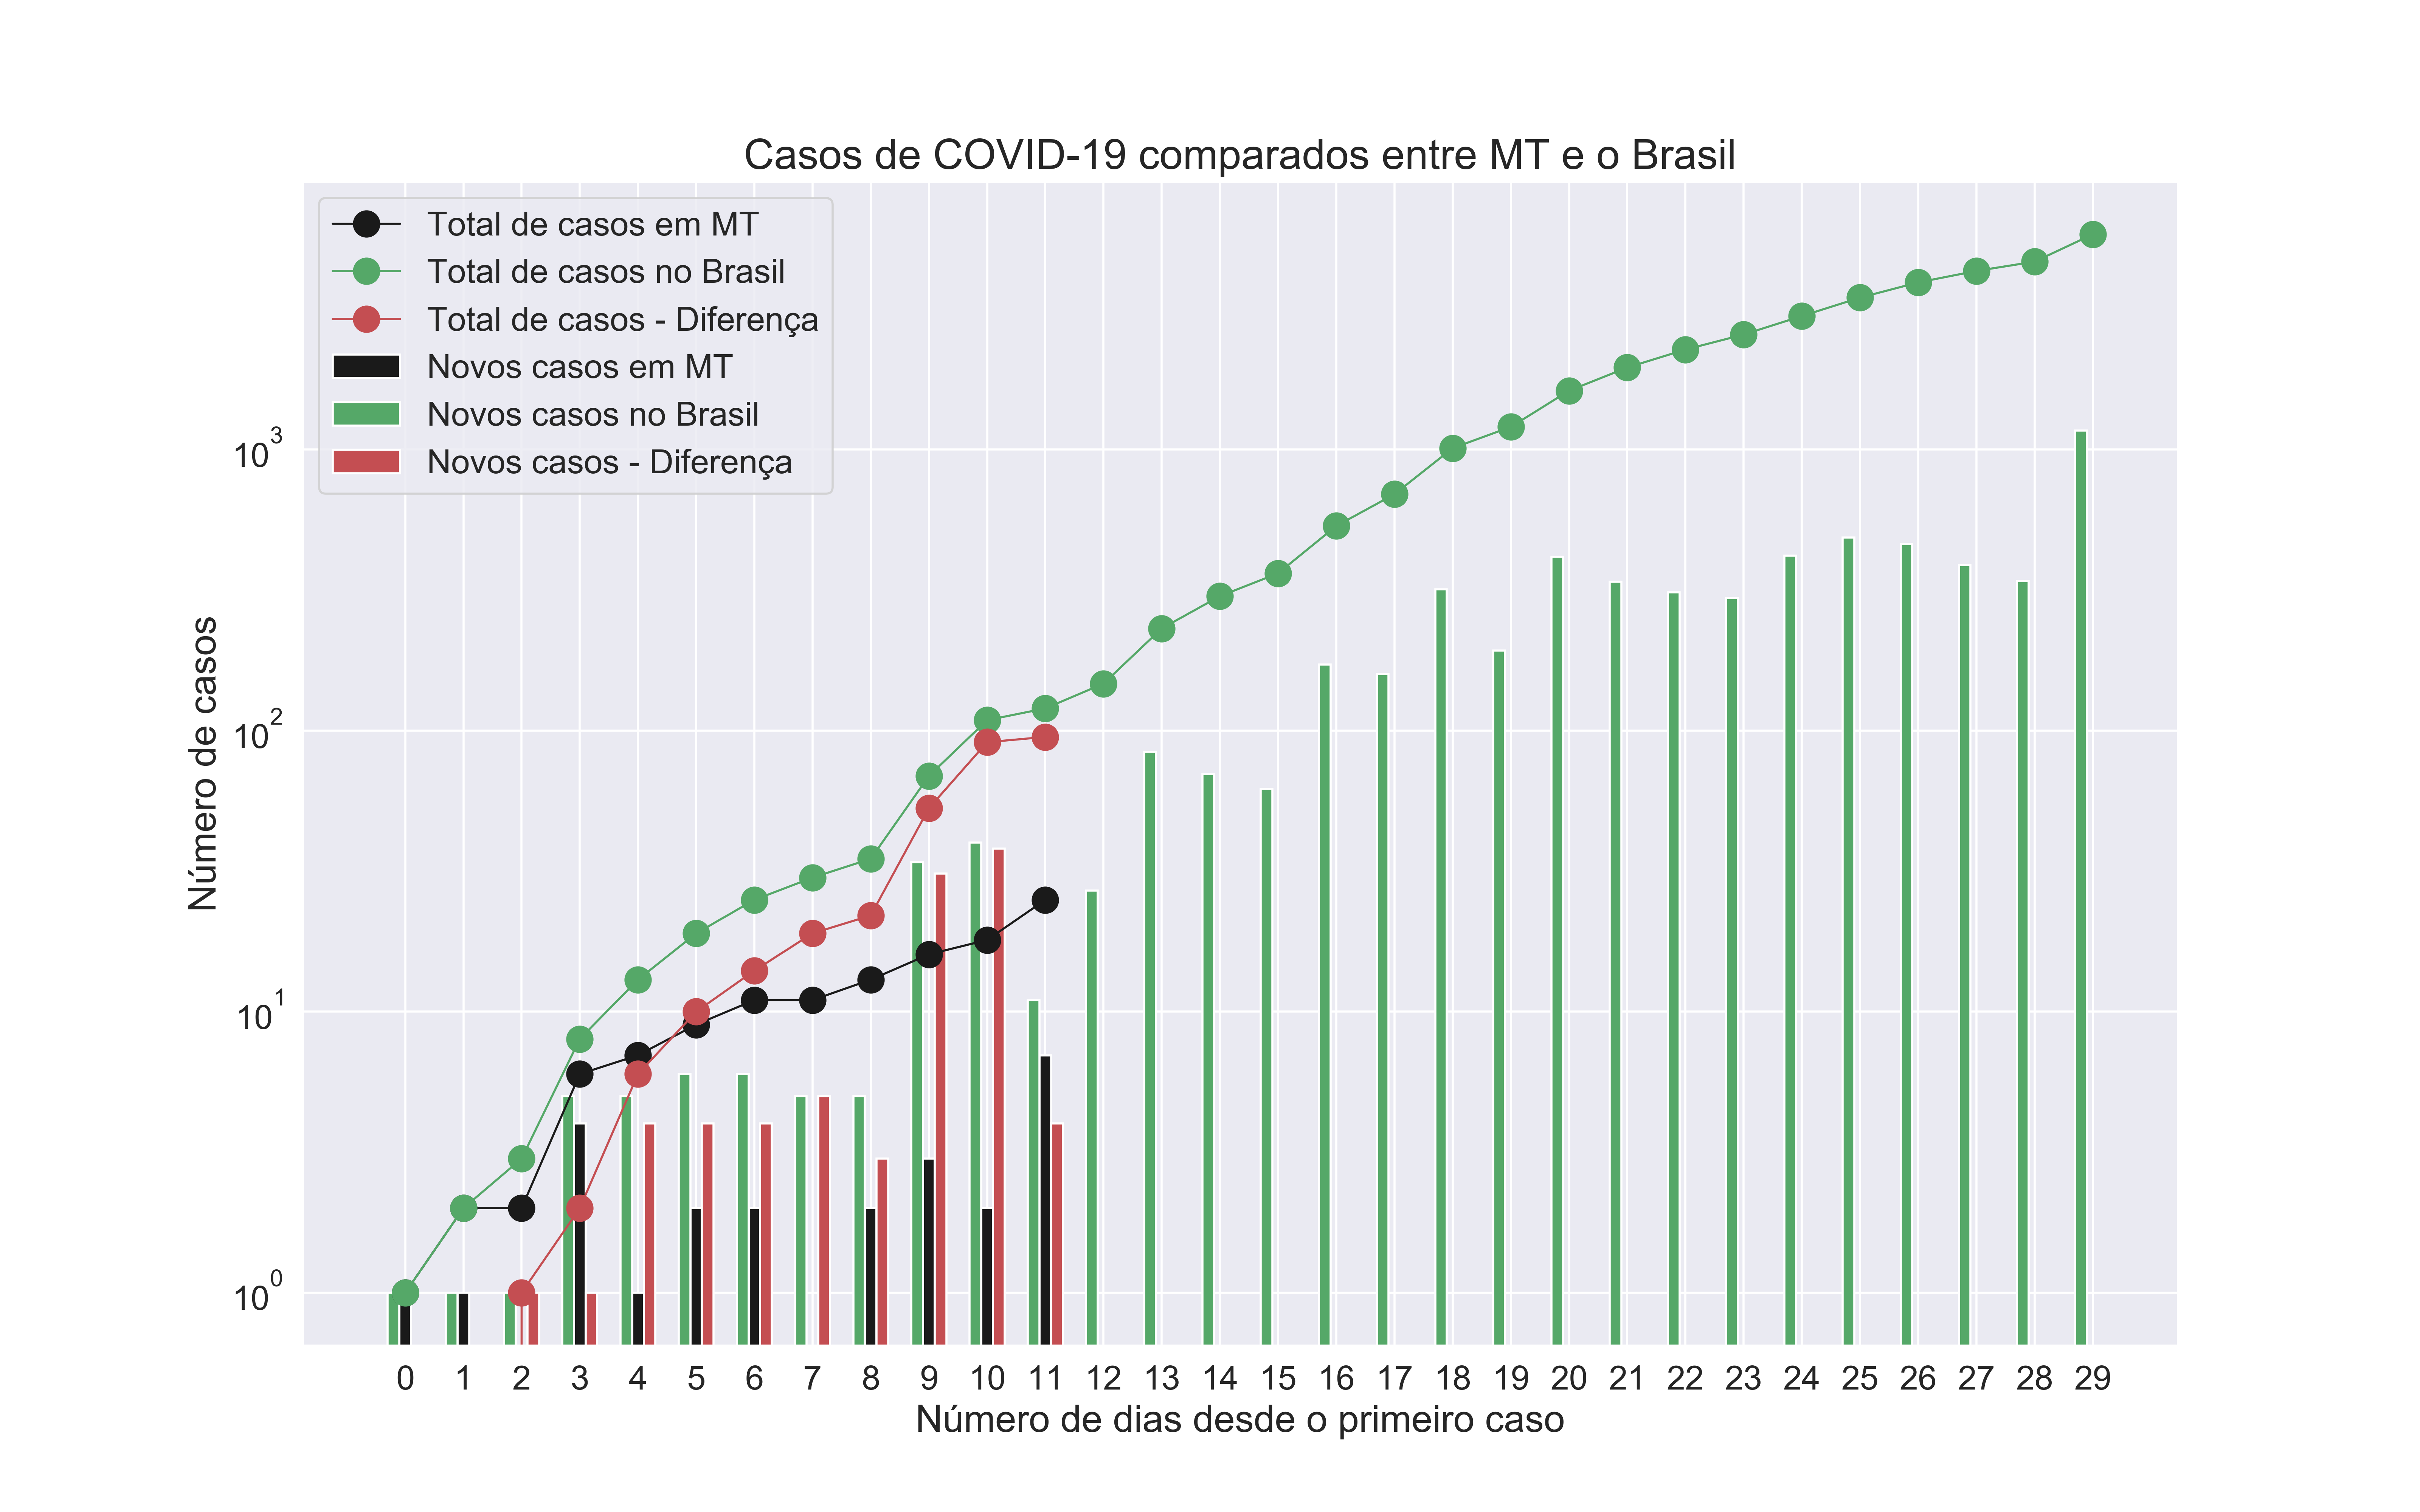 Casos de COVID-19 comparados entre MT e o Brasil
Total de casos em MT
Total de casos no Brasil
Total de casos - Diferença
Novos casos em MT
Novos casos no Brasil
Novos casos - Diferença
Número de casos
10³
10²
10¹
10⁰
0 1 2 3 4 5 6 7 8 9 10 11 12 13 14 15 16 17 18 19 20 21 22 23 24 25 26 27 28 29
Número de dias desde o primeiro caso